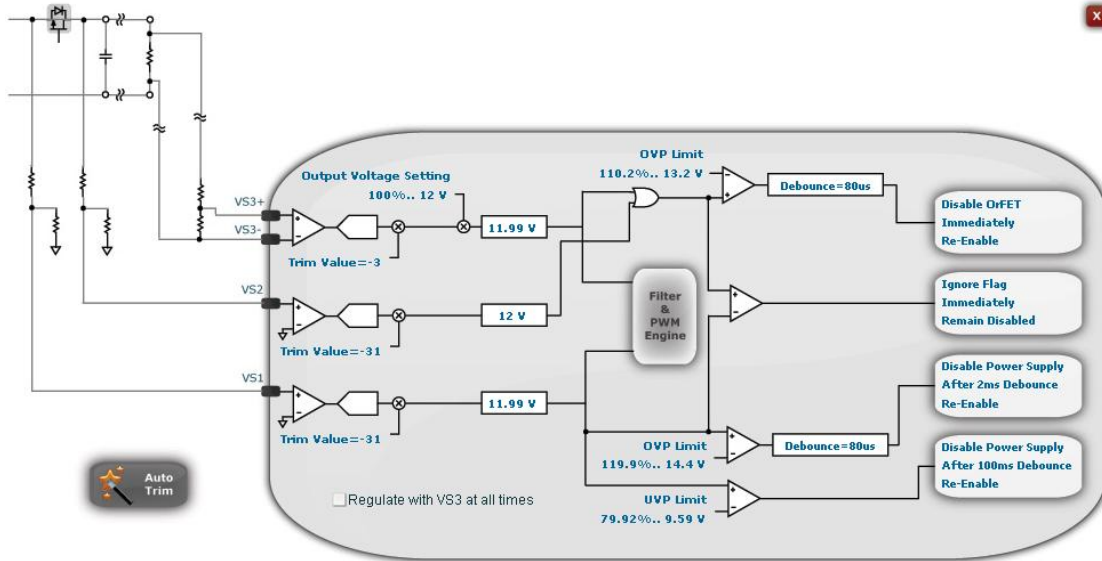 X
OVP Limit
110.2%.. 13.2 V
Debounce=80us
Output Voltage Setting
100%.. 12 V
Disable OrFET
Immediately
Re-Enable
VS3+
VS3-
11.99 V
Trim Value=-3
Ignore Flag
Immediately
Remain Disabled
Filter
&
PWM
Engine
VS2
12 V
Trim Value=-31
Disable Power Supply
After 2ms Debounce
Re-Enable
VS1
11.99 V
Trim Value=-31
OVP Limit
119.9%.. 14.4 V
Debounce=80us
Disable Power Supply
After 100ms Debounce
Re-Enable
Auto
Trim
Regulate with VS3 at all times
UVP Limit
79.92%.. 9.59 V